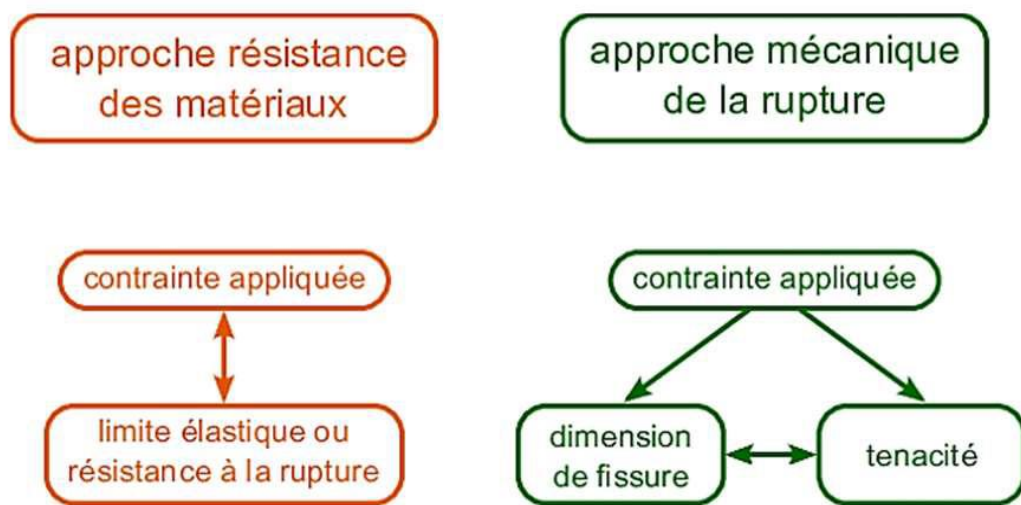 approche résistance
des matériaux
approche mécanique
de la rupture
contrainte appliquée
limite élastique ou
résistance à la rupture
contrainte appliquée
dimension
de fissure
tenacité